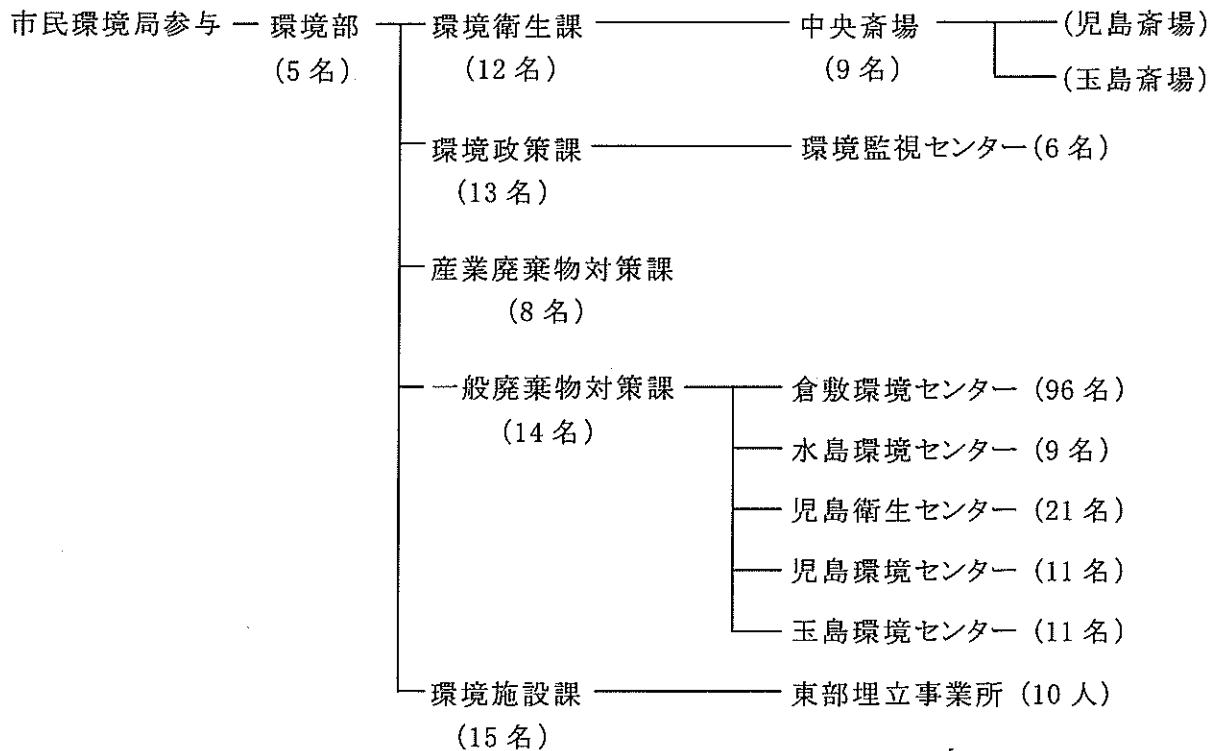 市民環境局参与 環境部 環境衛生課 中央斎場 (児島斎場)
(5名) (12名) (9名)
(玉島斎場)
環境政策課 環境監視センター(6名)
(13名)
産業廃棄物対策課
(8名)
一般廃棄物対策課 倉敷環境センター (96名)
(14名)
水島環境センター (9名)
児島衛生センター (21名)
児島環境センター (11名)
玉島環境センター (11名)
環境施設課 東部埋立事業所 (10人)
(15名)